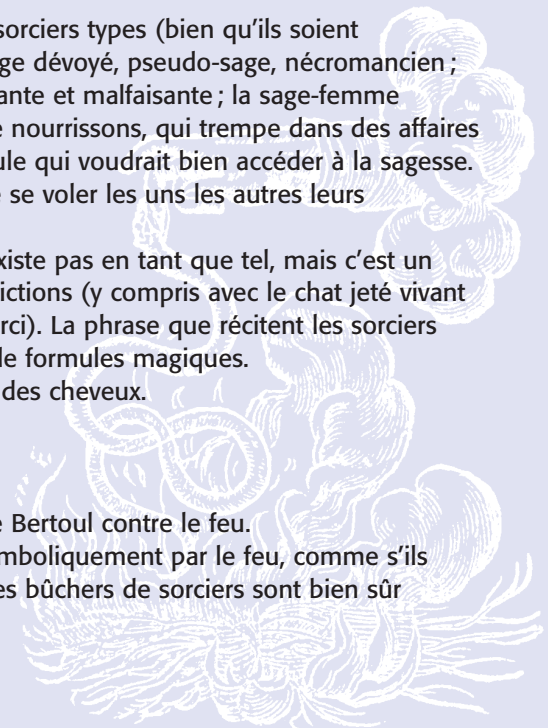 sorciers types (bien qu'ils soient
ge dévoyé, pseudo-sage, nécromancien ;
ante et malfaisante ; la sage-femme
e nourrissons, qui trempe dans des affaires
ule qui voudrait bien accéder à la sagesse.
e se voler les uns les autres leurs
xiste pas en tant que tel, mais c'est un
ictions (y compris avec le chat jeté vivant
rci). La phrase que récitent les sorciers
de formules magiques.
des cheveux.
e Bertoul contre le feu.
mboliquement par le feu, comme s'ils
es bûchers de sorciers sont bien sûr